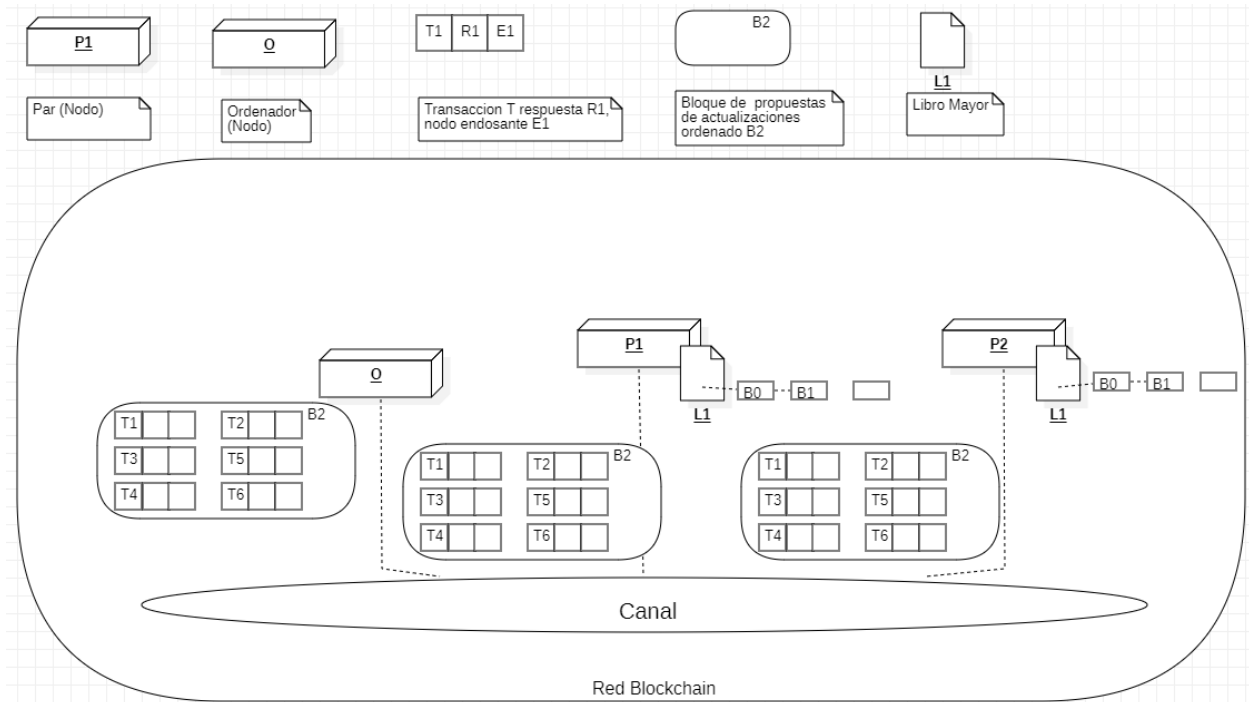 P1
O
T1 R1 E1
B2
L1
Par (Nodo)
Ordenador
(Nodo)
Transaccion T respuesta R1,
nodo endosante E1
Bloque de propuestas
de actualizaciones
ordenado B2
Libro Mayor
O
P1
L1
B0
B1
P2
L1
B0
B1
B2
T1 T2
T3 T5
T4 T6
B2
T1 T2
T3 T5
T4 T6
B2
T1 T2
T3 T5
T4 T6
Canal
Red Blockchain